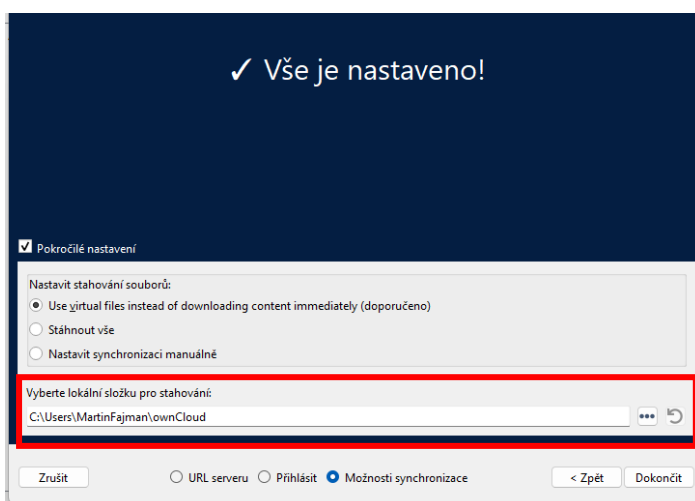 ✓ Vše je nastaveno!
Pokročilé nastavení
Nastavit stahování souborů:
Use virtual files instead of downloading content immediately (doporučeno)
Stáhnout vše
Nastavit synchronizaci manuálně
Vyberte lokální složku pro stahování:
C:\Users\MartinFajman\ownCloud
Zrušit URL serveru Přihlásit Možnosti synchronizace < Zpět Dokončit